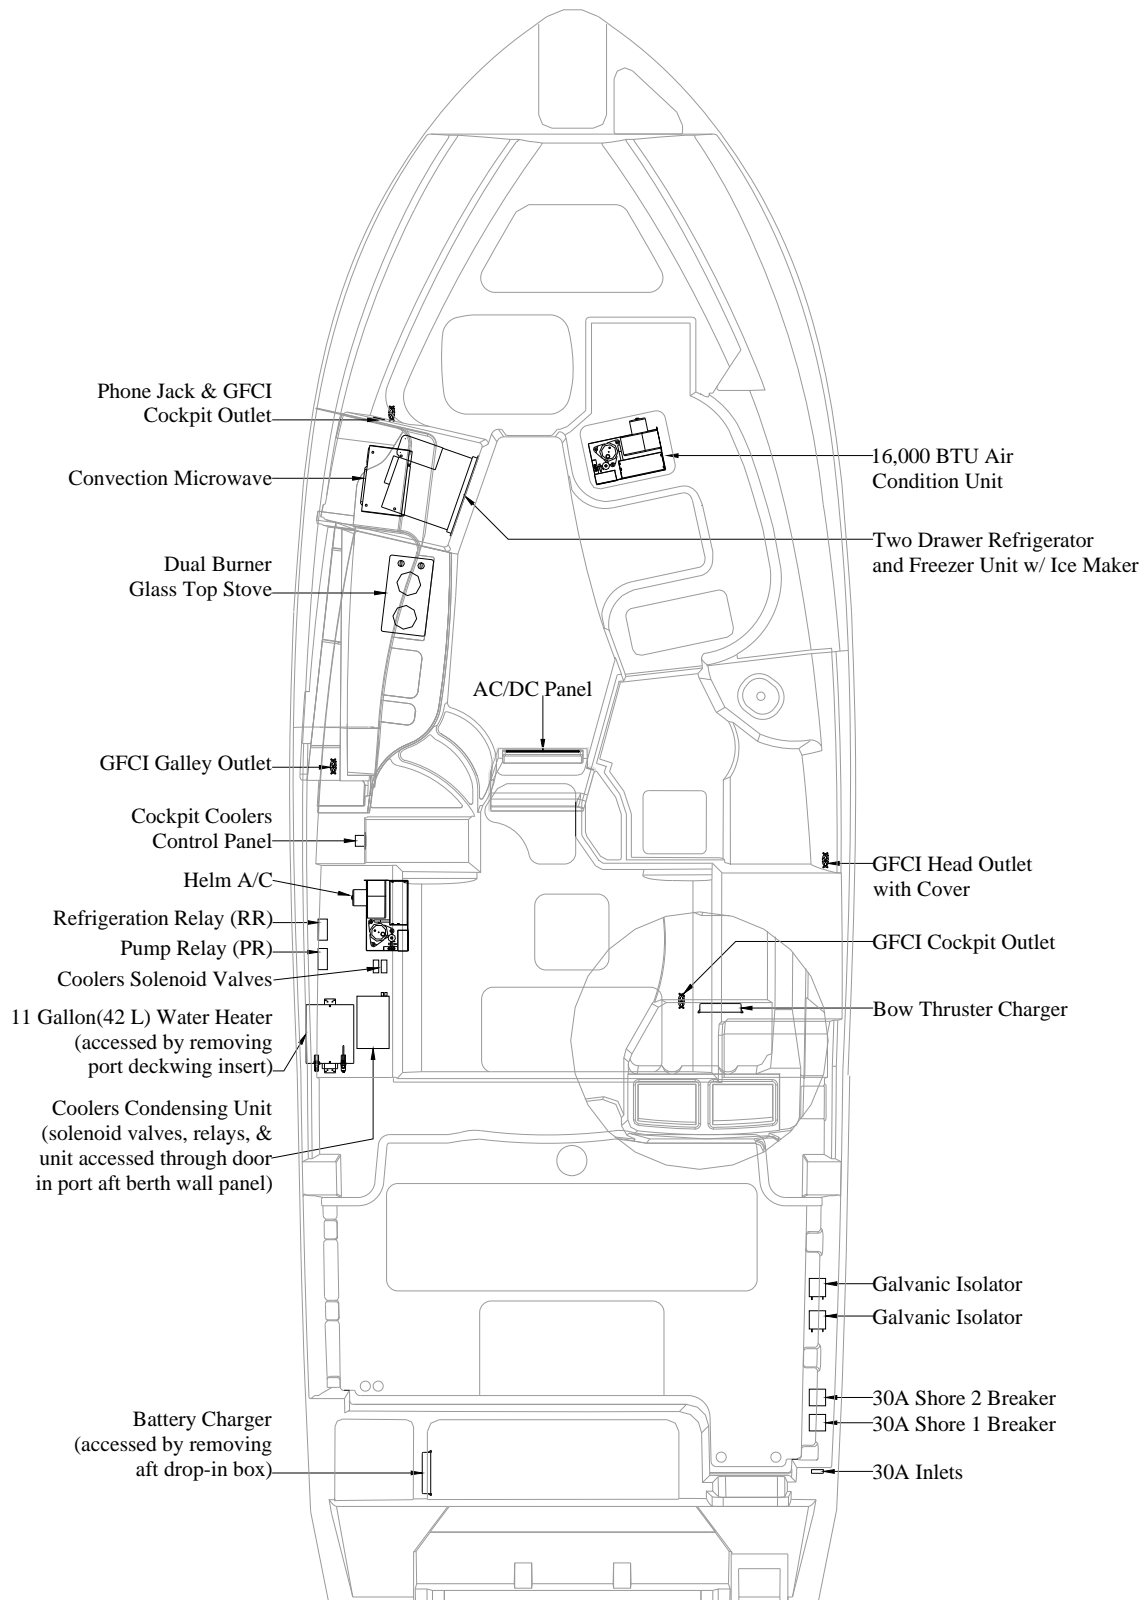 Phone Jack & GFCI
Cockpit Outlet
Convection Microwave
Dual Burner
Glass Top Stove
AC/DC Panel
GFCI Galley Outlet
Cockpit Coolers
Control Panel
Helm A/C
Refrigeration Relay (RR)
Pump Relay (PR)
Coolers Solenoid Valves
11 Gallon(42 L) Water Heater
(accessed by removing
port deckwing insert)
Coolers Condensing Unit
(solenoid valves, relays, &
unit accessed through door
in port aft berth wall panel)
Battery Charger
(accessed by removing
aft drop-in box)
16,000 BTU Air
Condition Unit
Two Drawer Refrigerator
and Freezer Unit w/ Ice Maker
GFCI Head Outlet
with Cover
GFCI Cockpit Outlet
Bow Thruster Charger
Galvanic Isolator
Galvanic Isolator
30A Shore 2 Breaker
30A Shore 1 Breaker
30A Inlets